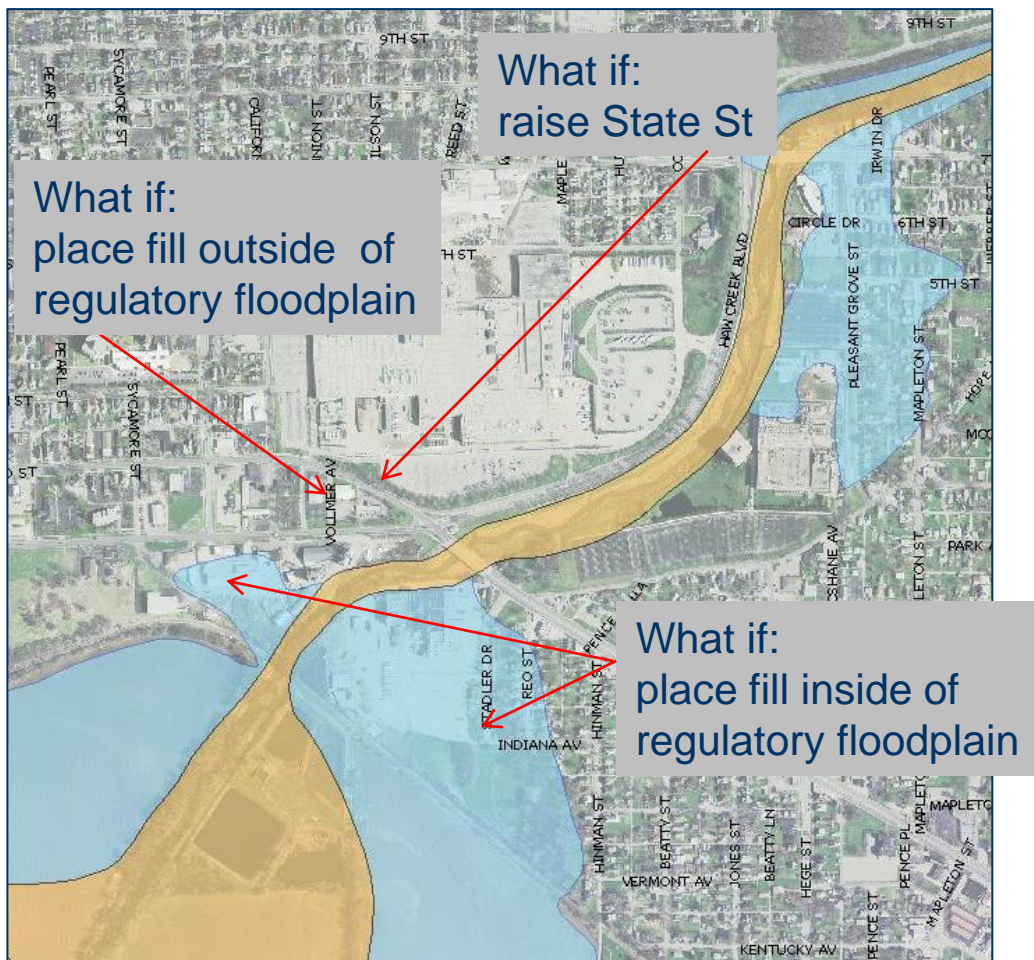 9TH ST
9TH ST
PEARL ST
SYCAMORE ST
REED ST
What if:
raise State St
IRWIN DR
MAPLE
What if:
place fill outside of
regulatory floodplain
CIRCLE DR
6TH ST
5TH ST
HAW CREEK BLVD
PLEASANT GROVE ST
MAPLETON ST
PEARL ST
SYCAMORE ST
ST
VOLLMER AV
PARK
What if:
place fill inside of
regulatory floodplain
STADLER DR
REO ST
HINMAN ST
INDIANA AV
HINMAN ST
BEATTY ST
JONES ST
BEATTY LN
HEGE ST
PENCE PL
MAPLETON ST
VERMONT AV
PENCE ST
KENTUCKY AV